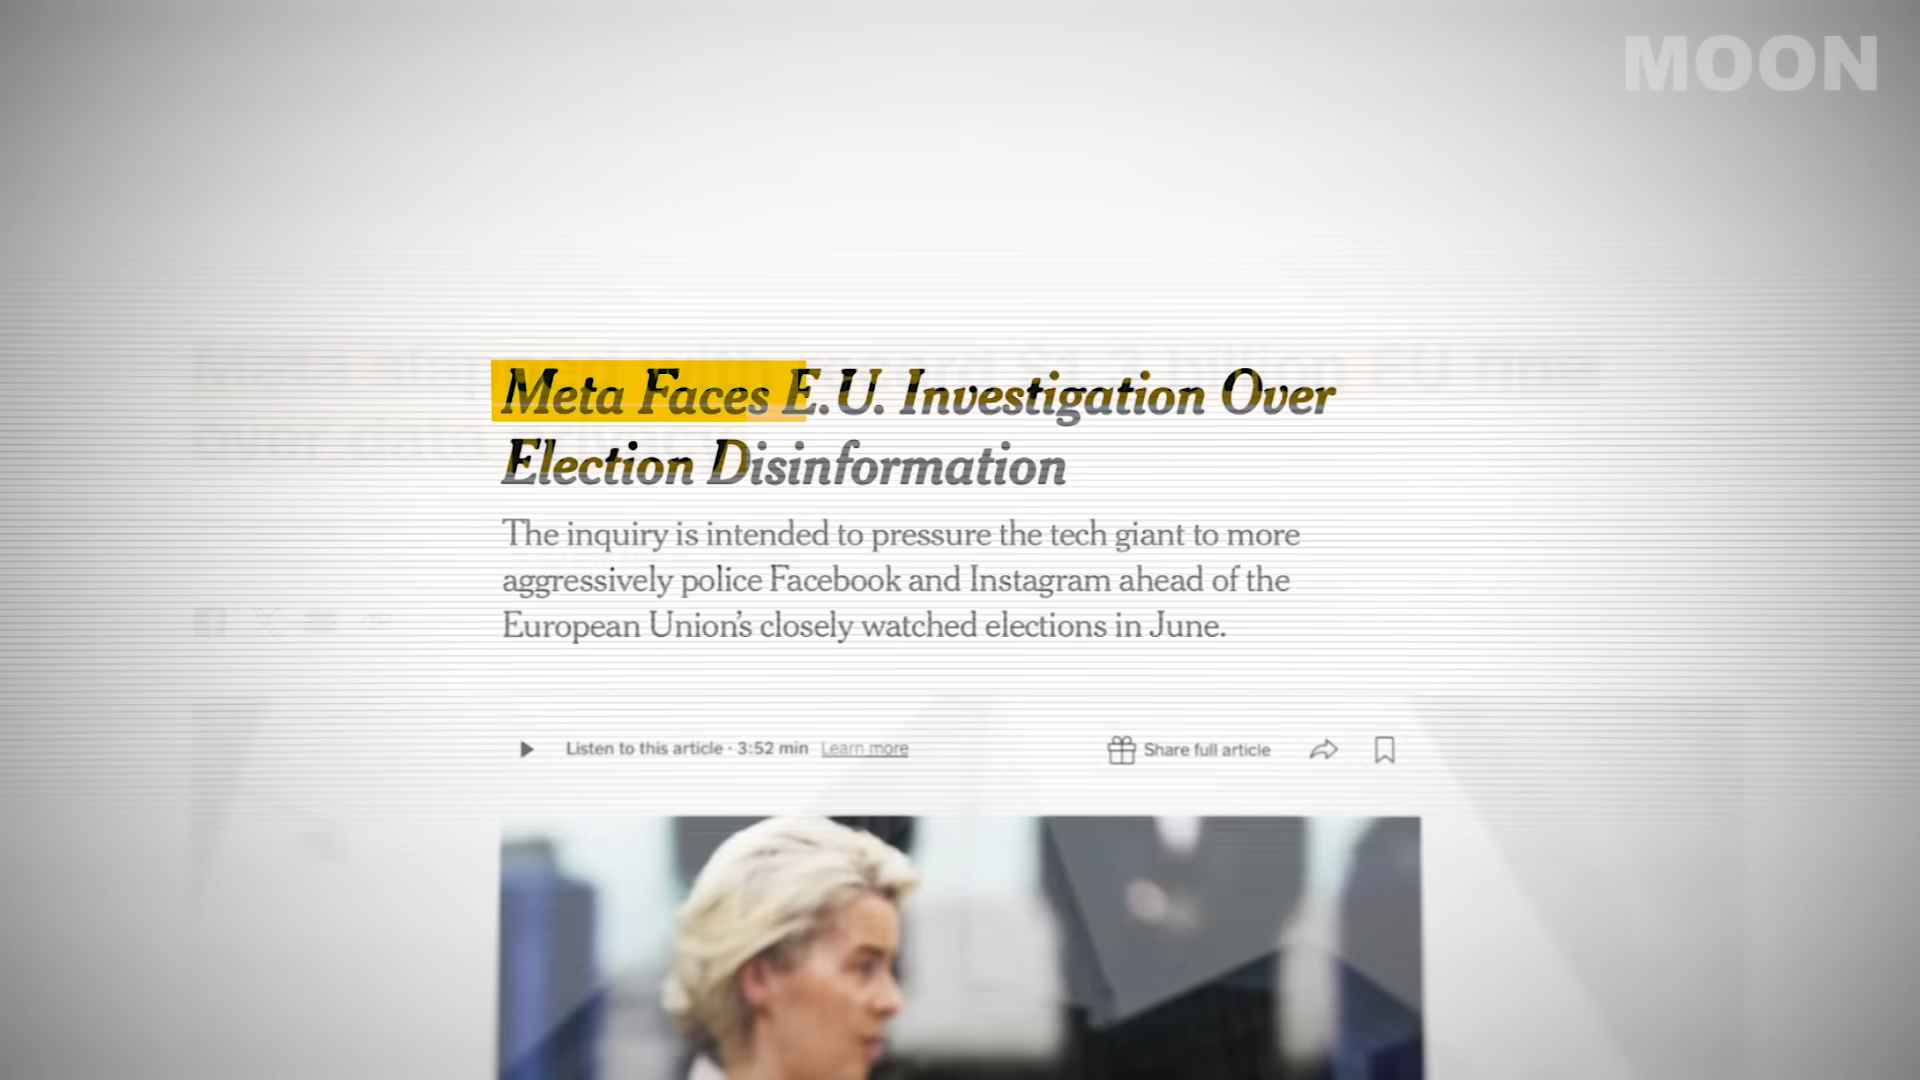 MOON
Meta Faces E.U. Investigation Over
Election Disinformation
The inquiry is intended to pressure the tech giant to more
aggressively police Facebook and Instagram ahead of the
European Union's closely watched elections in June.
Listen to this article · 3:52 min Learn more
Share full article